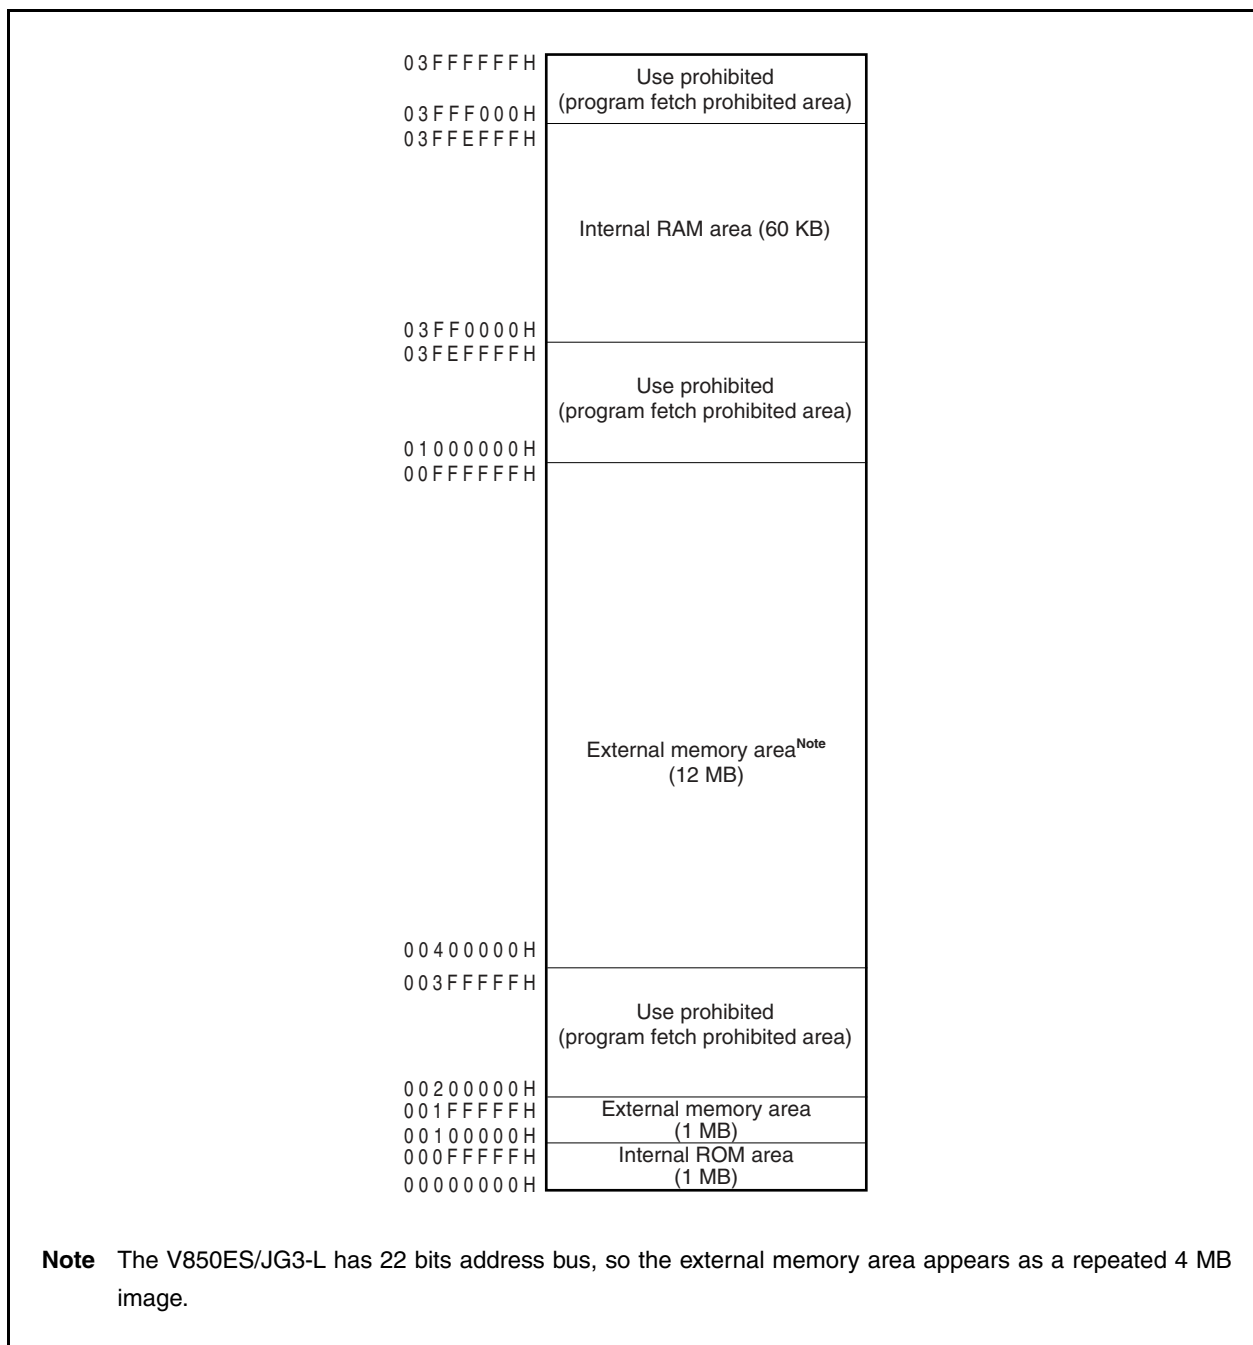 03FFFFFFH
Use prohibited
(program fetch prohibited area)
03FFF000H
03FFEFFFH
Internal RAM area (60 KB)
03FF0000H
03FEFFFFH
Use prohibited
(program fetch prohibited area)
01000000H
00FFFFFFH
External memory areaNote
(12 MB)
00400000H
003FFFFFH
Use prohibited
(program fetch prohibited area)
00200000H
001FFFFFH
External memory area
(1 MB)
00100000H
000FFFFFH
Internal ROM area
(1 MB)
00000000H
Note The V850ES/JG3-L has 22 bits address bus, so the external memory area appears as a repeated 4 MB
image.